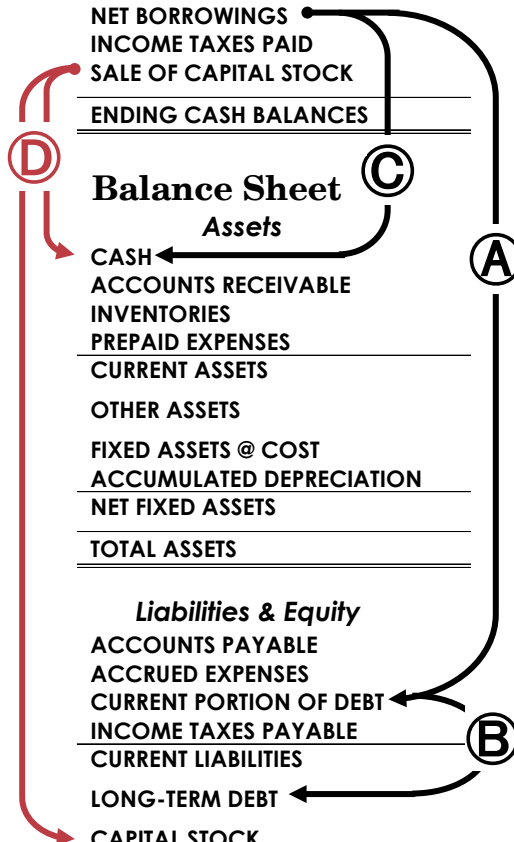 NET BORROWINGS
INCOME TAXES PAID
SALE OF CAPITAL STOCK
ENDING CASH BALANCES
D
C
Balance Sheet
Assets
CASH
A
ACCOUNTS RECEIVABLE
INVENTORIES
PREPAID EXPENSES
CURRENT ASSETS
OTHER ASSETS
FIXED ASSETS @ COST
ACCUMULATED DEPRECIATION
NET FIXED ASSETS
TOTAL ASSETS
Liabilities & Equity
ACCOUNTS PAYABLE
ACCRUED EXPENSES
CURRENT PORTION OF DEBT
INCOME TAXES PAYABLE
B
CURRENT LIABILITIES
LONG-TERM DEBT
CAPITAL STOCK